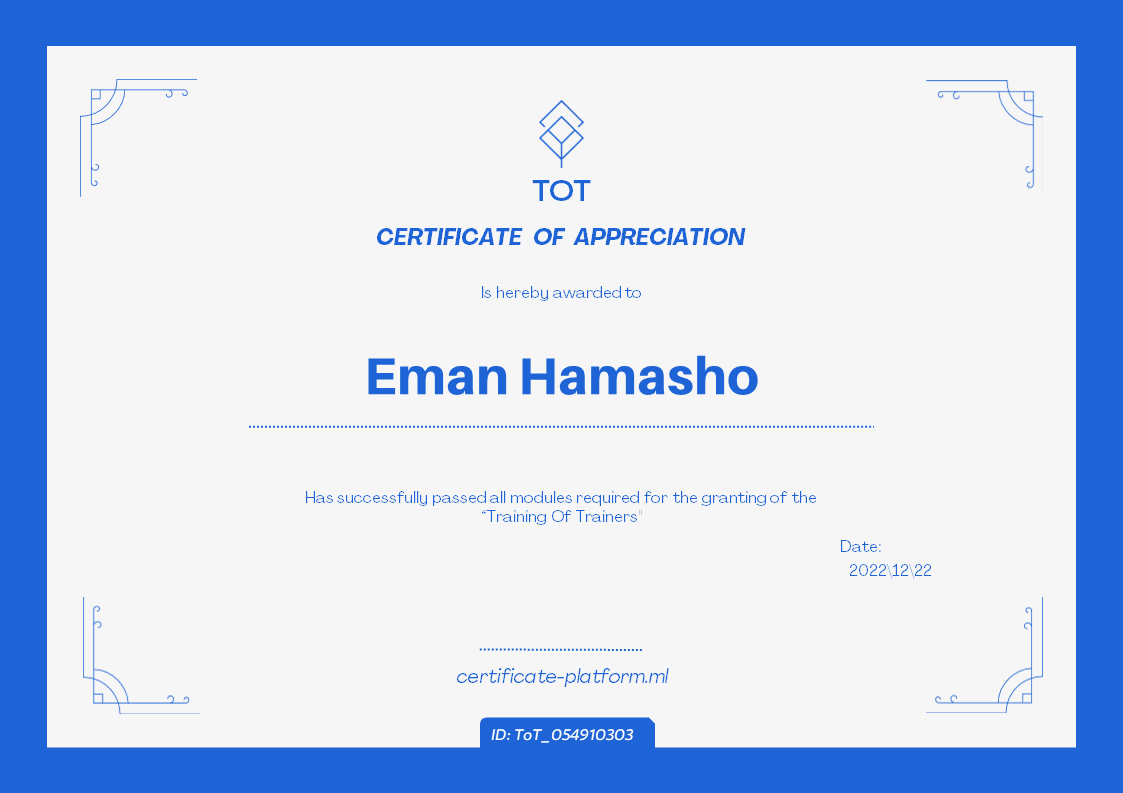 TOT
CERTIFICATE OF APPRECIATION
Is hereby awarded to
Eman Hamasho
Has successfully passed all modules required for the granting of the
“Training Of Trainers"
Date:
2022\12\22
certificate-platform.ml
ID: ToT_054910303